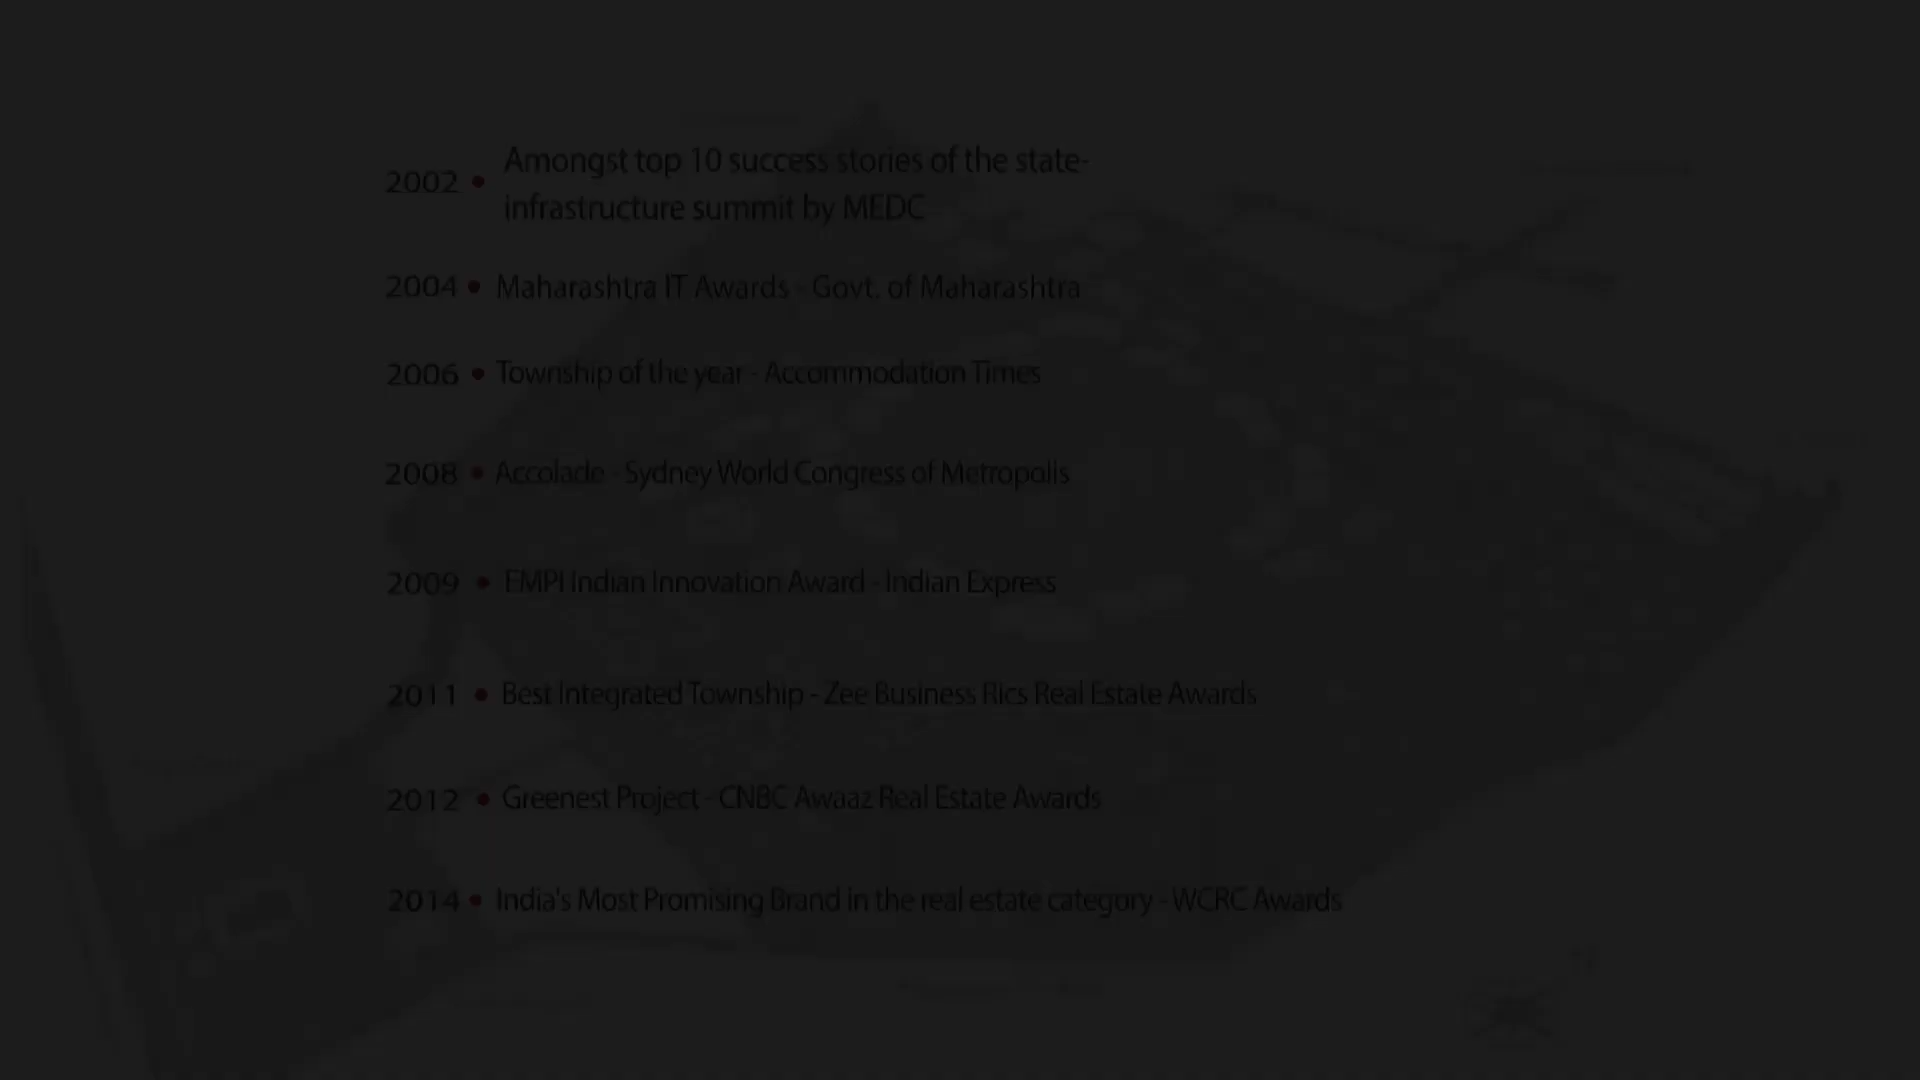 2002 • Amongst top 10 success stories of the state-
infrastructure summit by MEDC
2004 • Maharashtra IT Awards - Govt. of Maharashtra
2006 • Township of the year - Accommodation Times
2008 • Accolade - Sydney World Congress of Metropolis
2009 • EMPI Indian Innovation Award - Indian Express
2011 • Best Integrated Township - Zee Business Rics Real Estate Awards
2012 • Greenest Project - CNBC Awaaz Real Estate Awards
2014 • India's Most Promising Brand in the real estate category - WCRC Awards